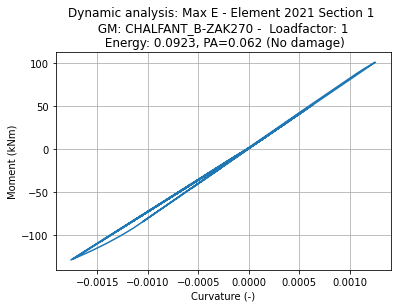 Dynamic analysis: Max E - Element 2021 Section 1
GM: CHALFANT_B-ZAK270 - Loadfactor: 1
Energy: 0.0923, PA=0.062 (No damage)
Moment (kNm)
100
50
0
−50
−100
−0.0015 −0.0010 −0.0005 0.0000 0.0005 0.0010
Curvature (-)